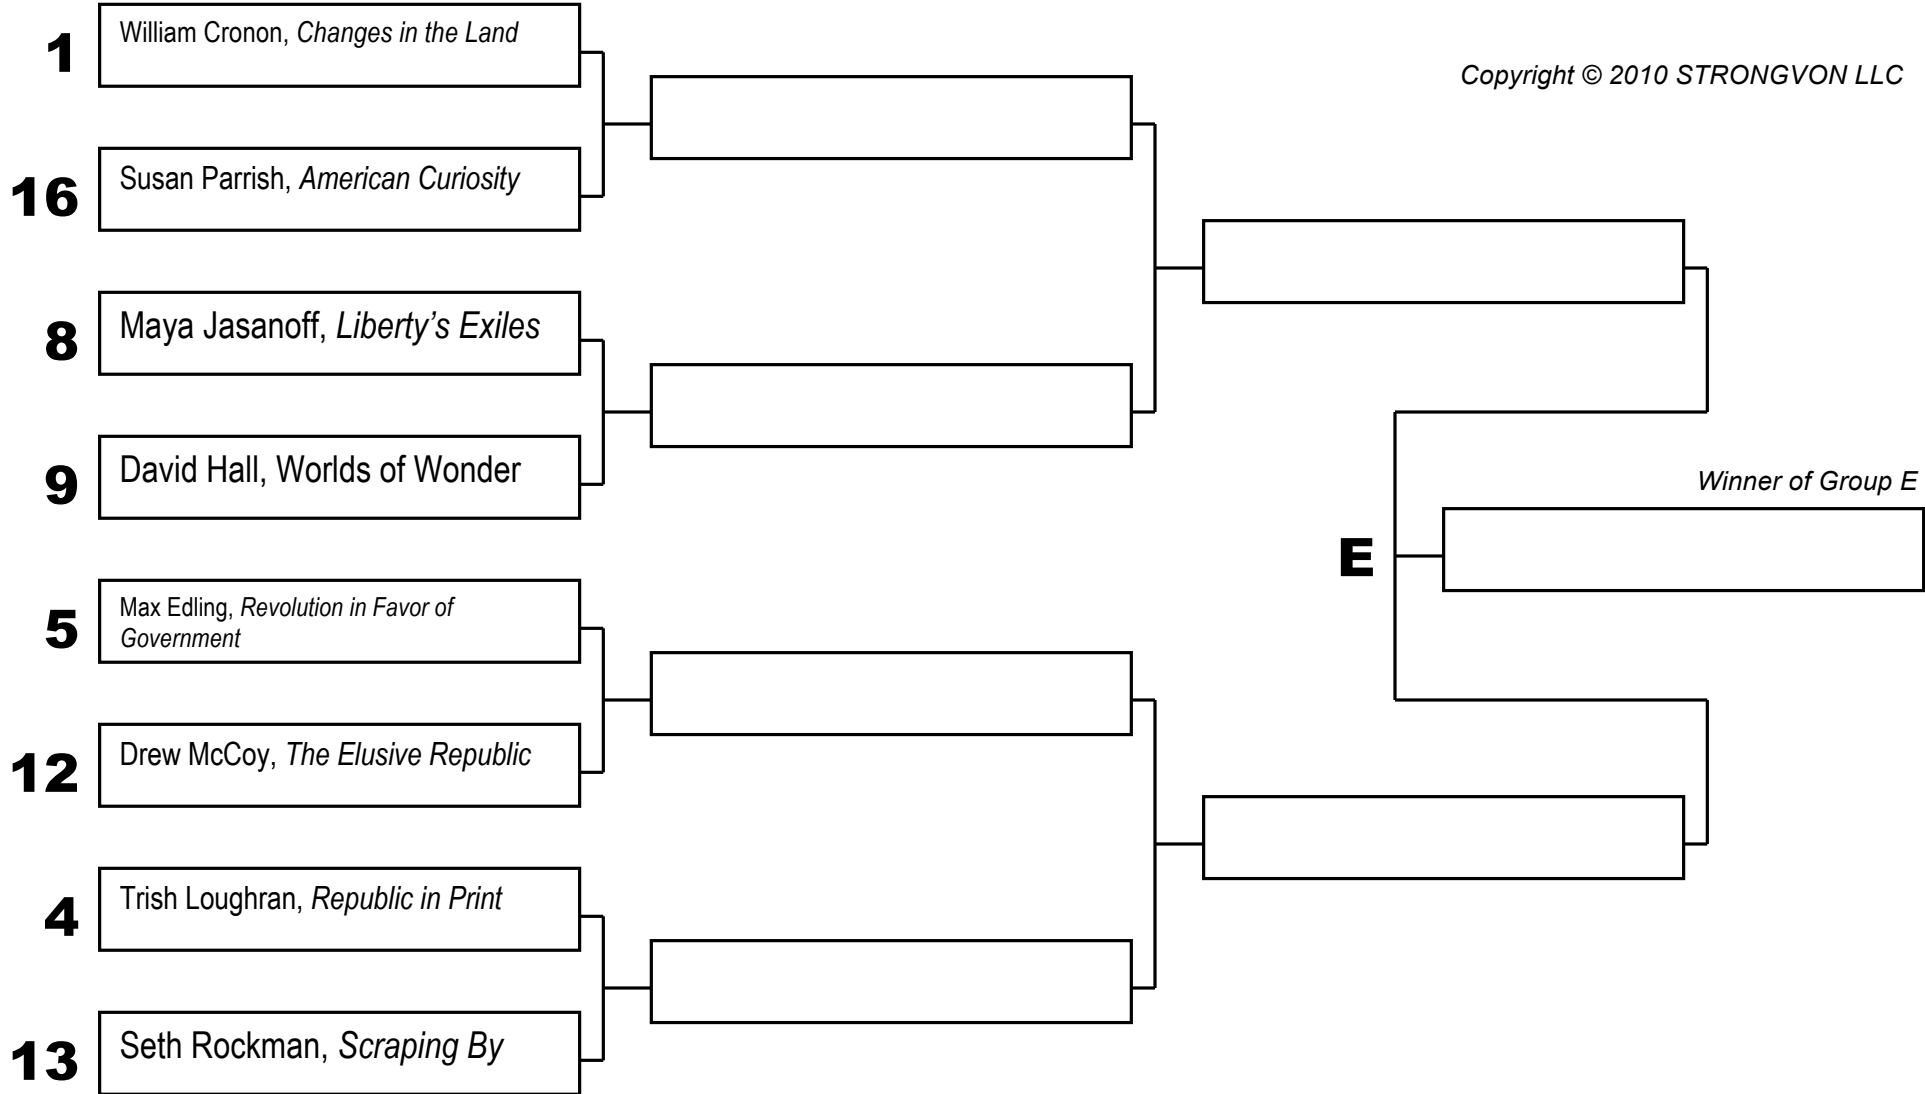 1
William Cronon, Changes in the Land
Copyright © 2010 STRONGVON LLC
16
Susan Parrish, American Curiosity
8
Maya Jasanoff, Liberty’s Exiles
9
David Hall, Worlds of Wonder
Winner of Group E
E
5
Max Edling, Revolution in Favor of
Government
12
Drew McCoy, The Elusive Republic
4
Trish Loughran, Republic in Print
13
Seth Rockman, Scraping By